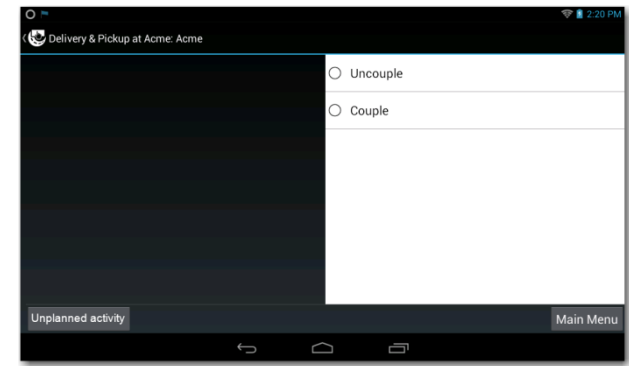 2:20 PM
Delivery & Pickup at Acme: Acme
Uncouple
Couple
Unplanned activity
Main Menu